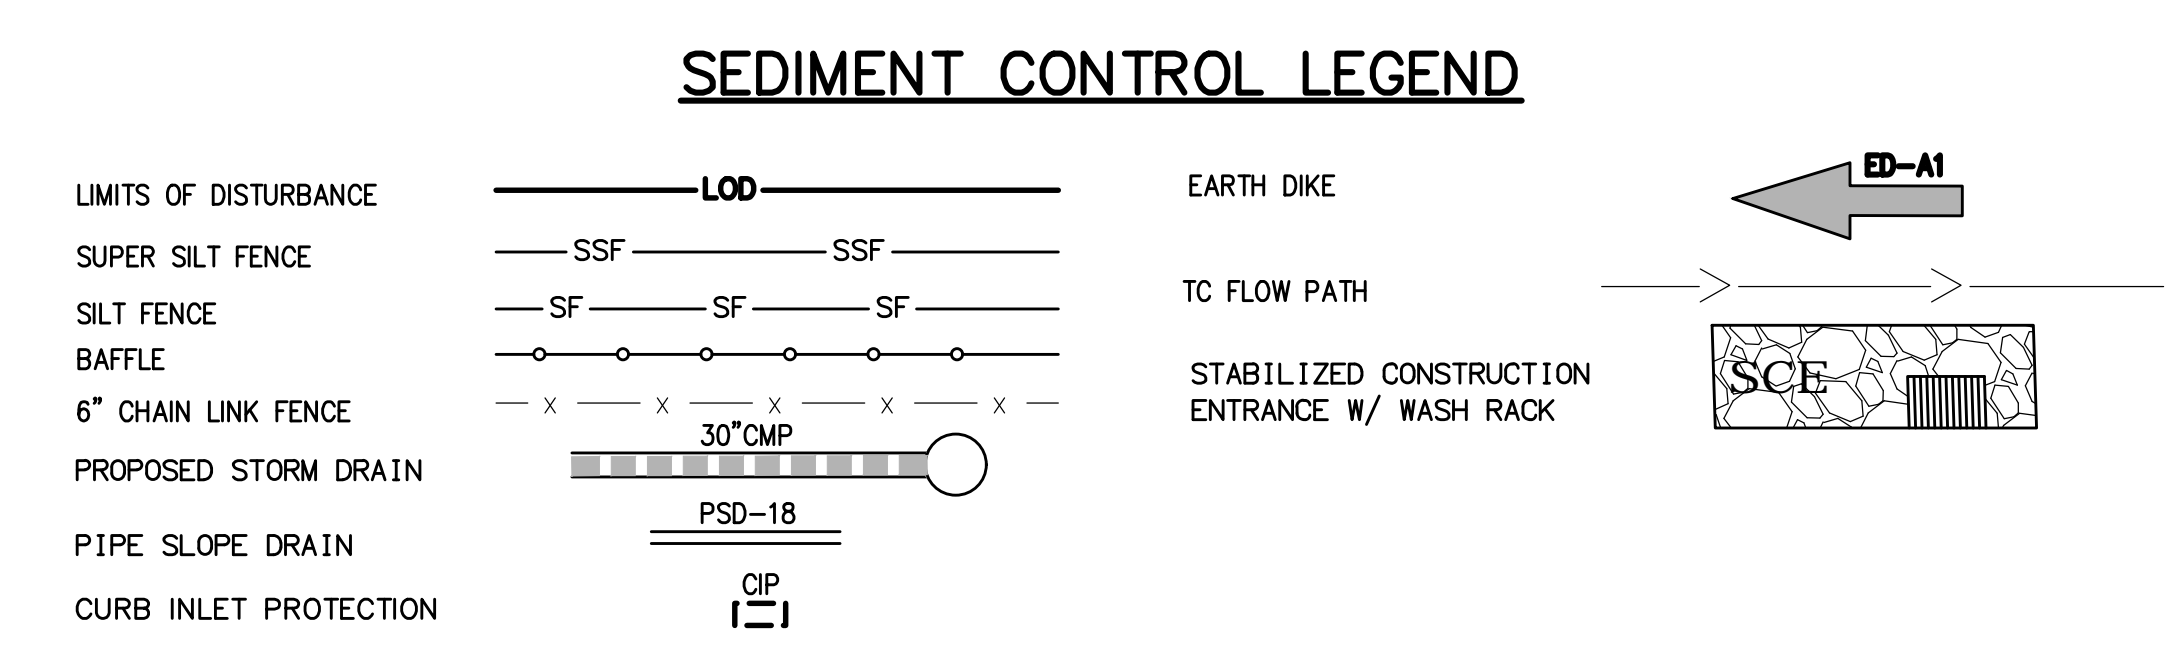 SEDIMENT CONTROL LEGEND
LIMITS OF DISTURBANCE
LOD
SUPER SILT FENCE
SSF SSF
SILT FENCE
SF SF SF
BAFFLE
6” CHAIN LINK FENCE
X X X X X
PROPOSED STORM DRAIN
30”CMP
PIPE SLOPE DRAIN
PSD-18
CURB INLET PROTECTION
CIP
EARTH DIKE
ED-A1
TC FLOW PATH
STABILIZED CONSTRUCTION
ENTRANCE W/ WASH RACK
SCE